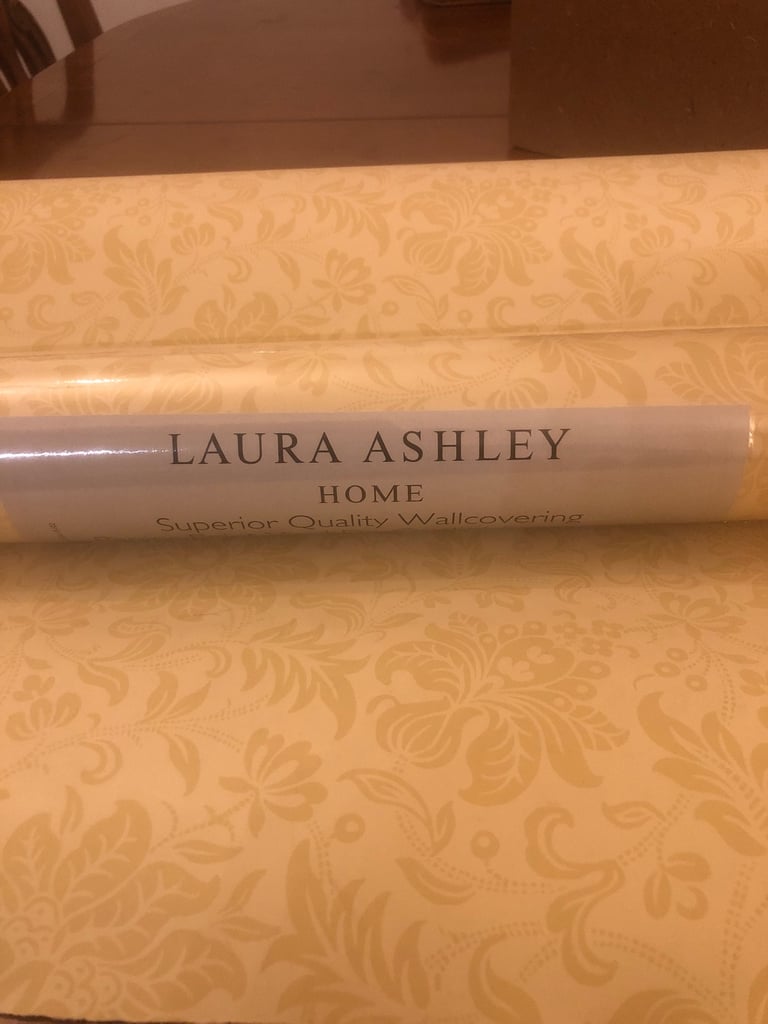 LAURA ASHLEY
HOME
Superior Quality Wallcovering